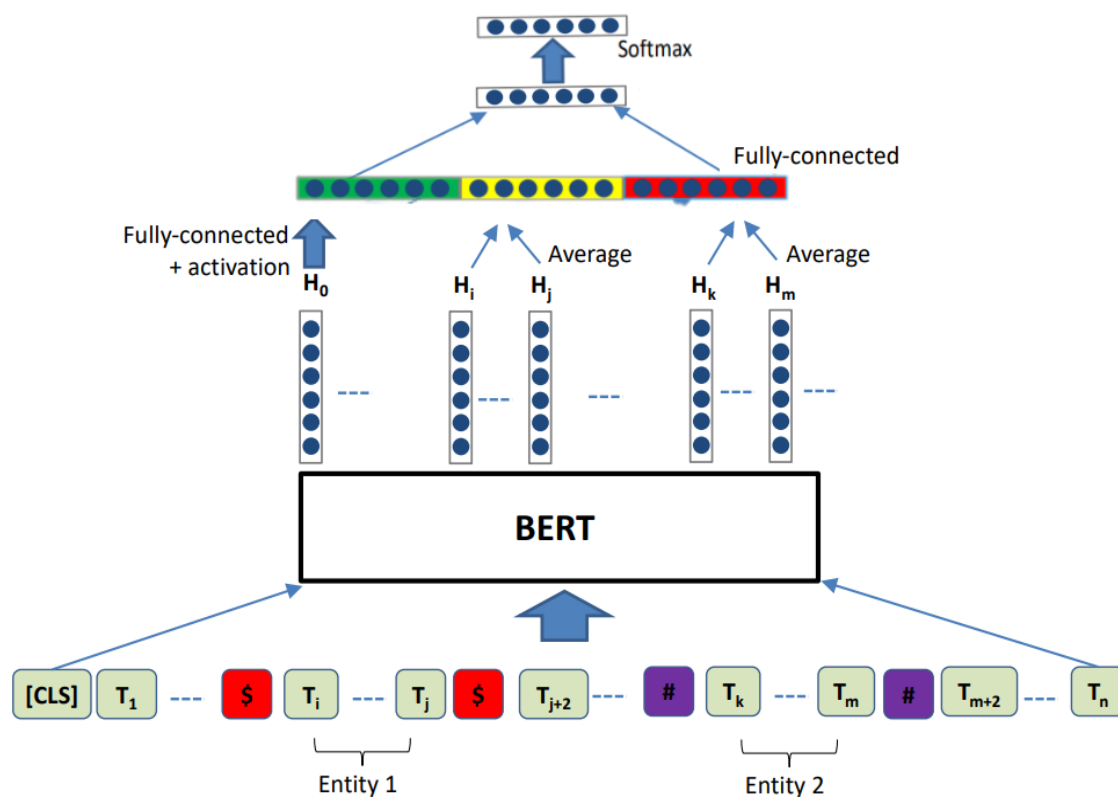 Softmax
Fully-connected
Fully-connected
+ activation
Average
Average
H0
Hi
Hj
Hk
Hm
BERT
[CLS] T1 $ Ti Tj $ Tj+2 # Tk Tm # Tm+2 Tn
Entity 1
Entity 2